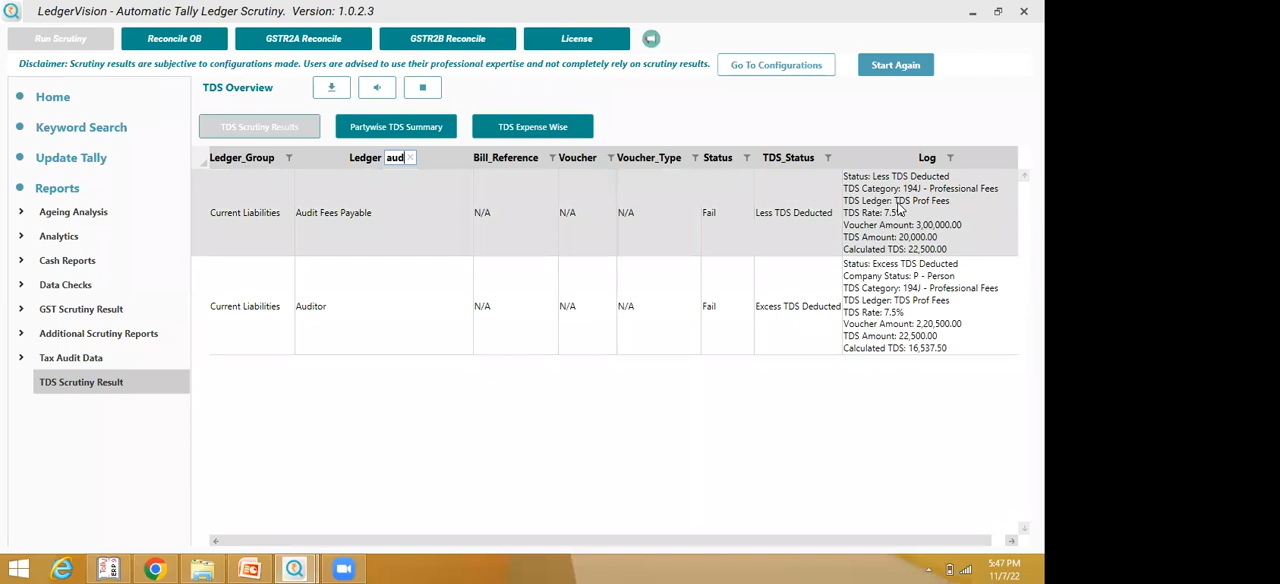 LedgerVision - Automatic Tally Ledger Scrutiny. Version: 1.0.2.3
Run Scrutiny Reconcile OB GSTR2A Reconcile GSTR2B Reconcile License
Disclaimer: Scrutiny results are subjective to configurations made. Users are advised to use their professional expertise and not completely rely on scrutiny results. Go To Configurations Start Again
Home
Keyword Search
Update Tally
Reports
Ageing Analysis
Analytics
Cash Reports
Data Checks
GST Scrutiny Result
Additional Scrutiny Reports
Tax Audit Data
TDS Scrutiny Result
TDS Overview
TDS Scrutiny Results Partywise TDS Summary TDS Expense Wise
Ledger_Group Ledger aud Bill_Reference Voucher Voucher_Type Status TDS_Status Log
Current Liabilities Audit Fees Payable N/A N/A N/A Fail Less TDS Deducted
Status: Less TDS Deducted
TDS Category: 194J - Professional Fees
TDS Ledger: TDS Prof Fees
TDS Rate: 7.5%
Voucher Amount: 3,00,000.00
TDS Amount: 20,000.00
Calculated TDS: 22,500.00
Current Liabilities Auditor N/A N/A N/A Fail Excess TDS Deducted
Status: Excess TDS Deducted
Company Status: P - Person
TDS Category: 194J - Professional Fees
TDS Ledger: TDS Prof Fees
TDS Rate: 7.5%
Voucher Amount: 2,20,500.00
TDS Amount: 22,500.00
Calculated TDS: 16,537.50
Tally
ERP 9
5:47 PM
11/7/22